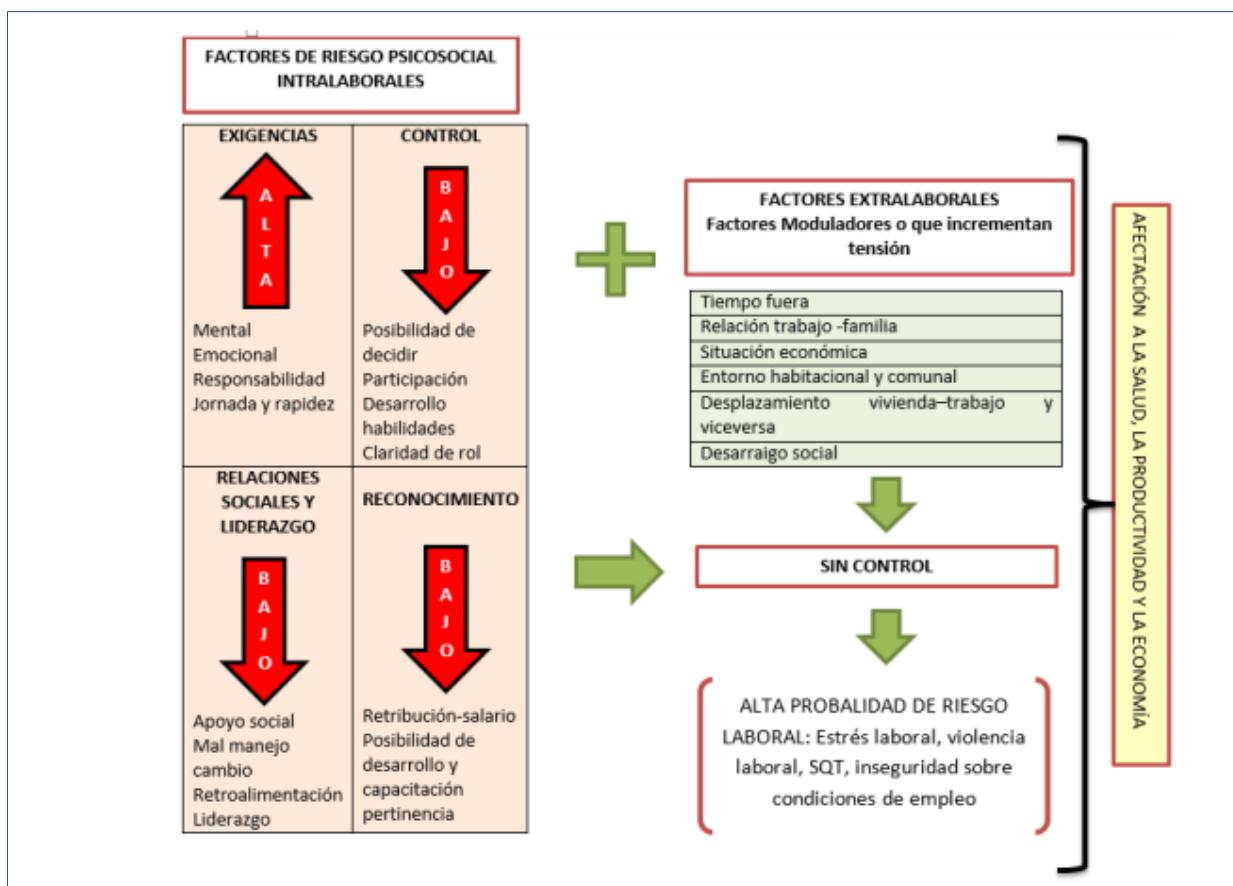 FACTORES DE RIESGO PSICOSOCIAL
INTRALABORALES
EXIGENCIAS
ALTA
Mental
Emocional
Responsabilidad
Jornada y rapidez
CONTROL
BAJO
Posibilidad de
decidir
Participación
Desarrollo
habilidades
Claridad de rol
RELACIONES
SOCIALES Y
LIDERAZGO
BAJO
Apoyo social
Mal manejo
cambio
Retroalimentación
Liderazgo
RECONOCIMIENTO
BAJO
Retribución-salario
Posibilidad de
desarrollo y
capacitación
pertinencia
FACTORES EXTRALABORALES
Factores Moduladores o que incrementan
tensión
Tiempo fuera
Relación trabajo -familia
Situación económica
Entorno habitacional y comunal
Desplazamiento vivienda–trabajo y
viceversa
Desarraigo social
SIN CONTROL
ALTA PROBALIDAD DE RIESGO
LABORAL: Estrés laboral, violencia
laboral, SQT, inseguridad sobre
condiciones de empleo
AFECTACIÓN A LA SALUD, LA PRODUCTIVIDAD Y LA ECONOMÍA